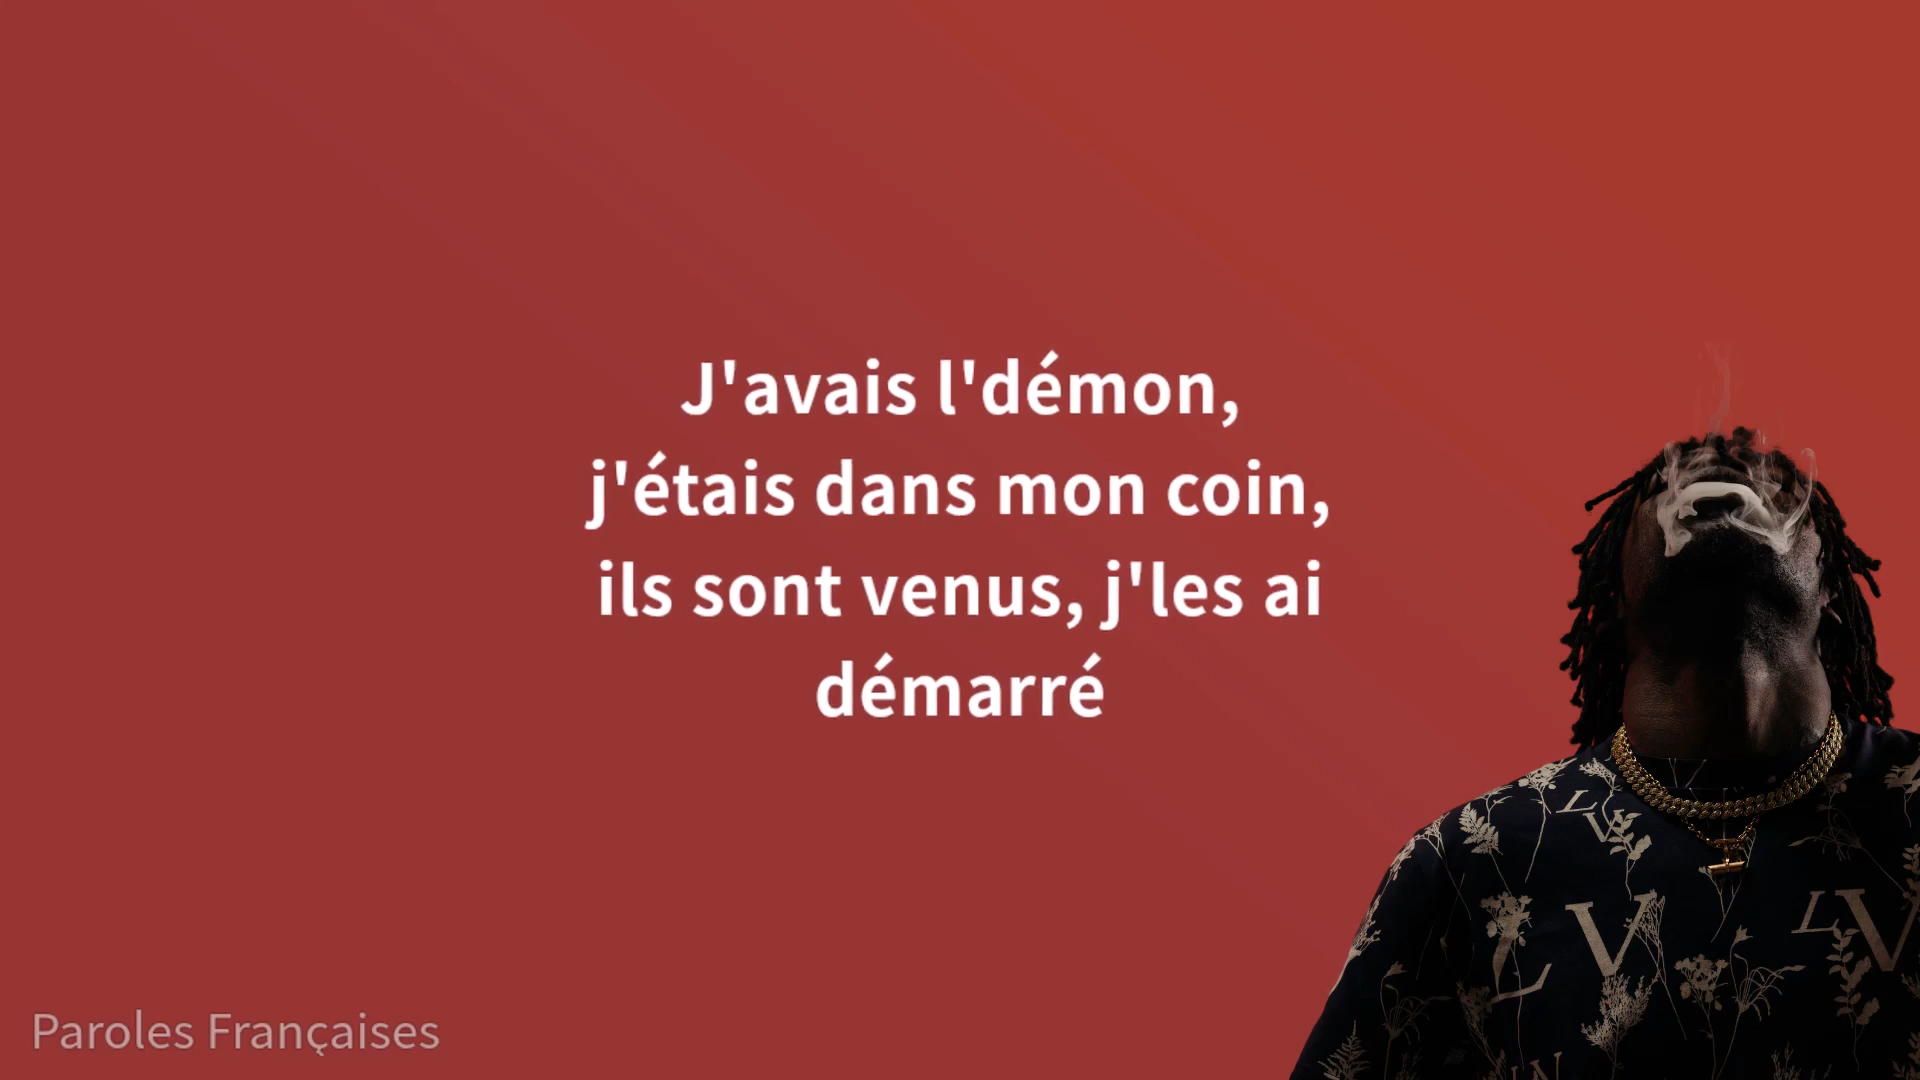 J'avais l'démon,
j'étais dans mon coin,
ils sont venus, j'les ai
démarré
L V
L V
L V
Paroles Françaises